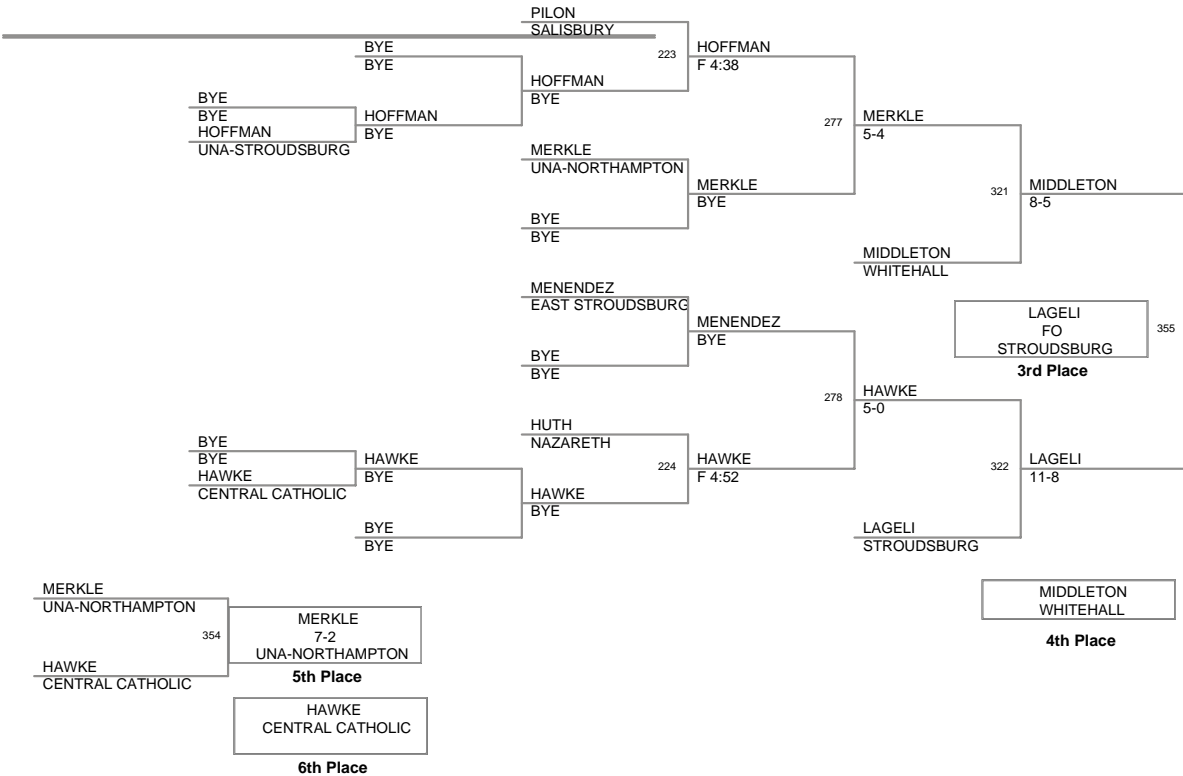 PILON
SALISBURY
223
HOFFMAN
F 4:38
BYE
BYE
HOFFMAN
BYE
BYE
BYE
HOFFMAN
UNA-STROUDSBURG
HOFFMAN
BYE
277
MERKLE
5-4
MERKLE
UNA-NORTHAMPTON
MERKLE
BYE
BYE
BYE
321
MIDDLETON
8-5
MIDDLETON
WHITEHALL
MENENDEZ
EAST STROUDSBURG
MENENDEZ
BYE
BYE
BYE
LAGELI
FO
STROUDSBURG
355
3rd Place
278
HAWKE
5-0
HUTH
NAZARETH
224
HAWKE
F 4:52
BYE
BYE
HAWKE
CENTRAL CATHOLIC
HAWKE
BYE
HAWKE
BYE
BYE
BYE
322
LAGELI
11-8
LAGELI
STROUDSBURG
MERKLE
UNA-NORTHAMPTON
354
HAWKE
CENTRAL CATHOLIC
MERKLE
7-2
UNA-NORTHAMPTON
5th Place
HAWKE
CENTRAL CATHOLIC
6th Place
MIDDLETON
WHITEHALL
4th Place